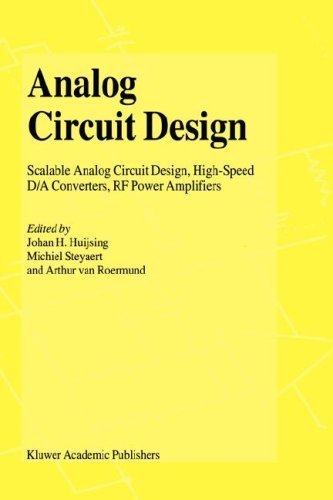 Analog
Circuit Design
Scalable Analog Circuit Design, High-Speed
D/A Converters, RF Power Amplifiers
Edited by
Johan H. Huijsing
Michiel Steyaert
and Arthur van Roermund
Kluwer Academic Publishers